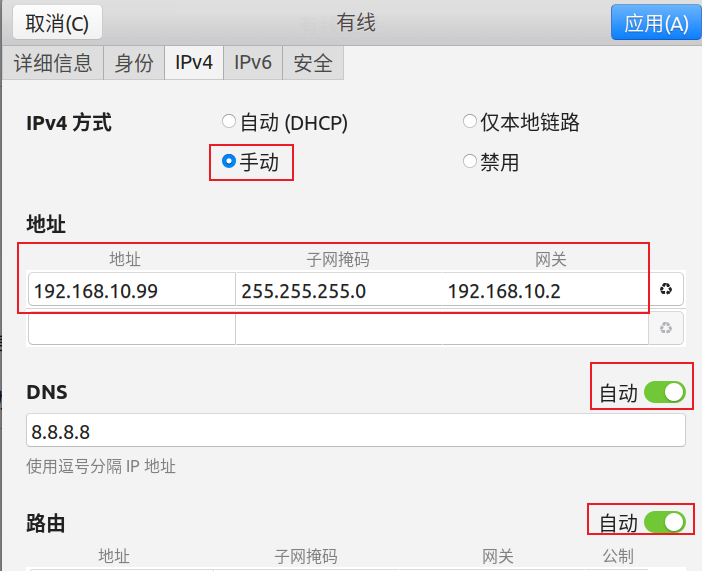 取消(C) 有线 应用(A)
详细信息 身份 IPv4 IPv6 安全
IPv4 方式 自动 (DHCP) 仅本地链路
手动 禁用
地址
地址 子网掩码 网关
192.168.10.99 255.255.255.0 192.168.10.2
DNS 自动
8.8.8.8
使用逗号分隔 IP 地址
路由 自动
地址 子网掩码 网关 公制